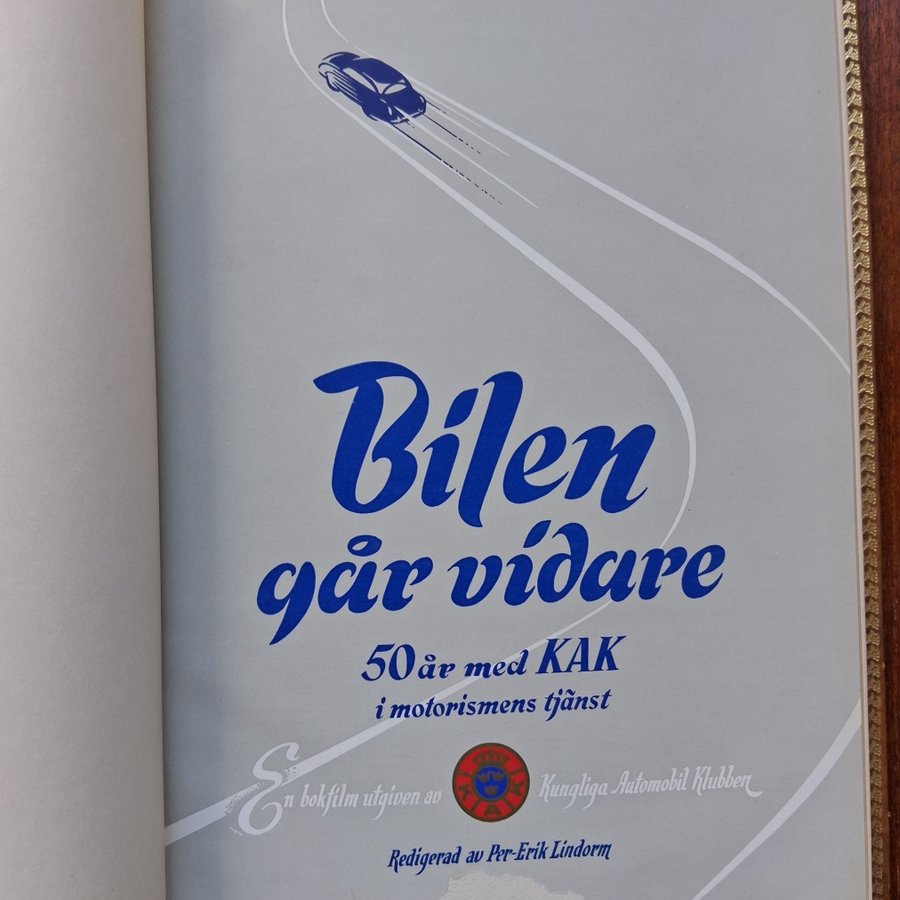 Bilen
går vidare
50 år med KAK
i motorismens tjänst
En bokfilm utgiven av KAK Kungliga Automobil Klubben
Redigerad av Per-Erik Lindorm